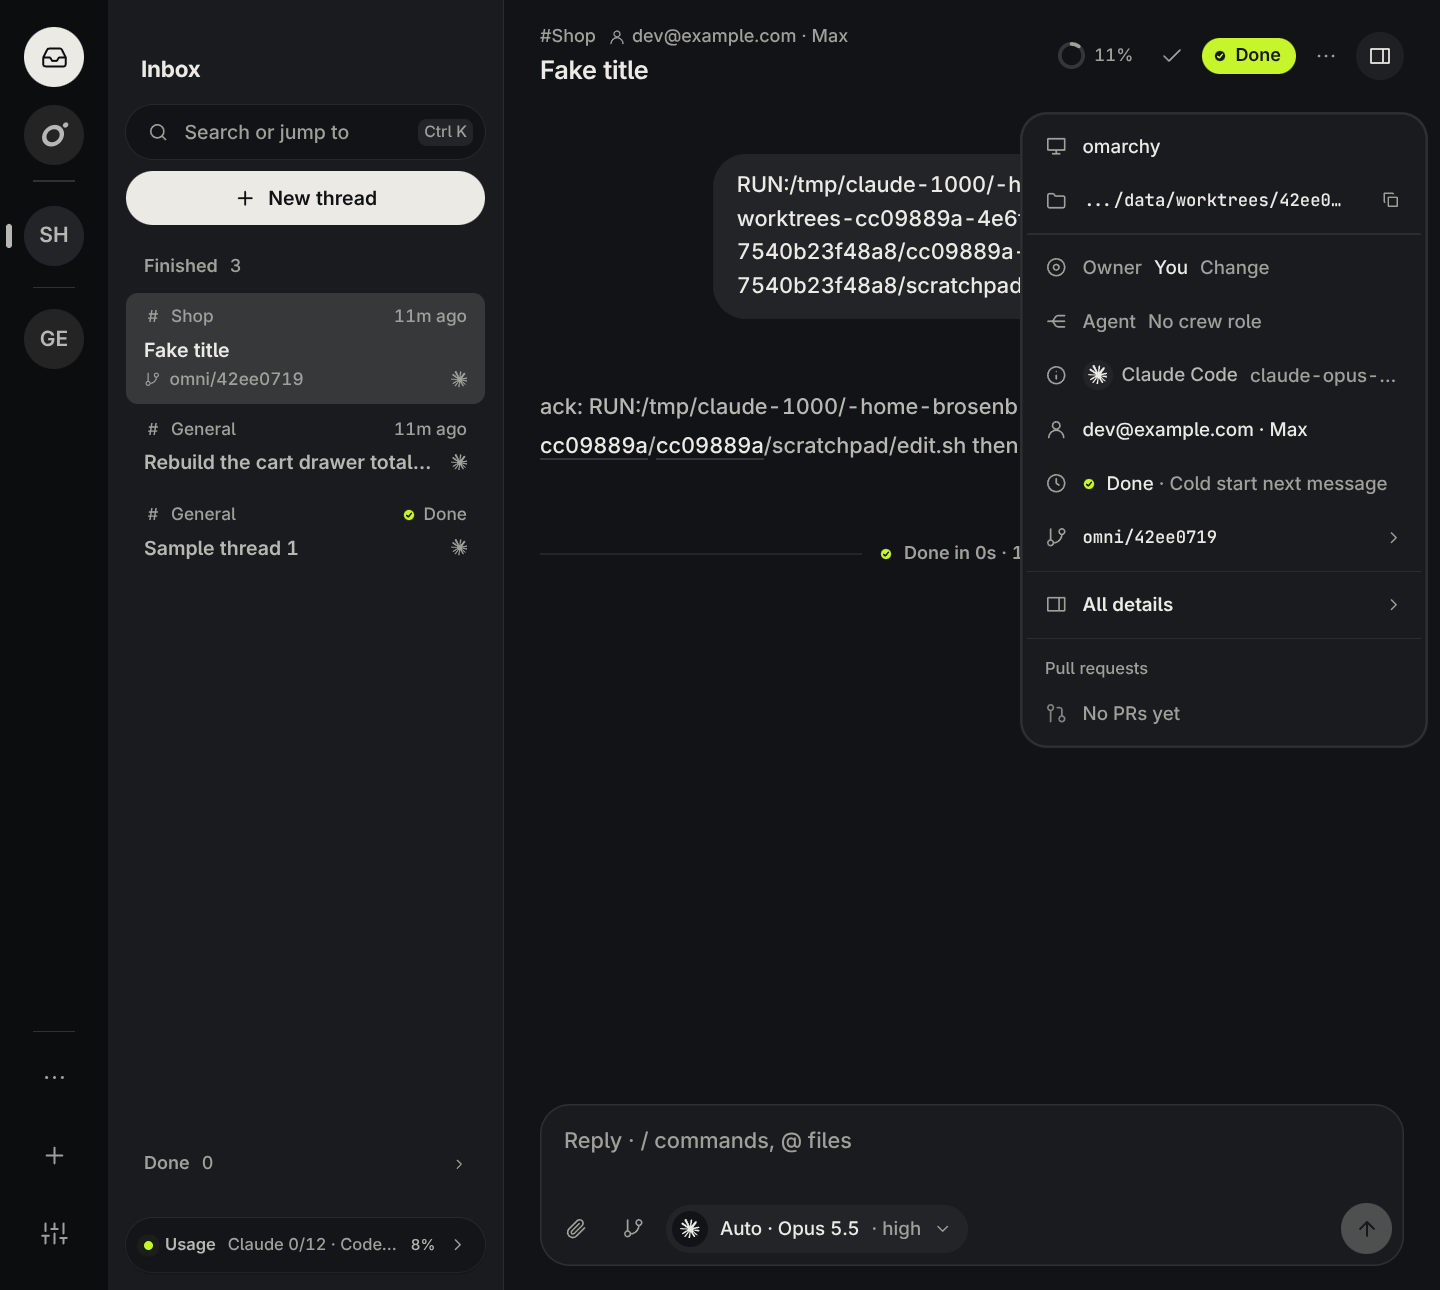 SH
GE
Inbox
Search or jump to
Ctrl K
New thread
Finished 3
# Shop
11m ago
Fake title
omni/42ee0719
# General
11m ago
Rebuild the cart drawer total...
# General
Done
Sample thread 1
Done 0
Usage Claude 0/12 · Code... 8%
#Shop dev@example.com · Max
Fake title
11%
Done
RUN:/tmp/claude-1000/-h
worktrees-cc09889a-4e6
7540b23f48a8/cc09889a-
7540b23f48a8/scratchpad
ack: RUN:/tmp/claude-1000/-home-brosenb
cc09889a/cc09889a/scratchpad/edit.sh then
Done in 0s · 1
omarchy
.../data/worktrees/42ee0…
Owner You Change
Agent No crew role
Claude Code claude-opus-...
dev@example.com · Max
Done · Cold start next message
omni/42ee0719
All details
Pull requests
No PRs yet
Reply · / commands, @ files
Auto · Opus 5.5 · high